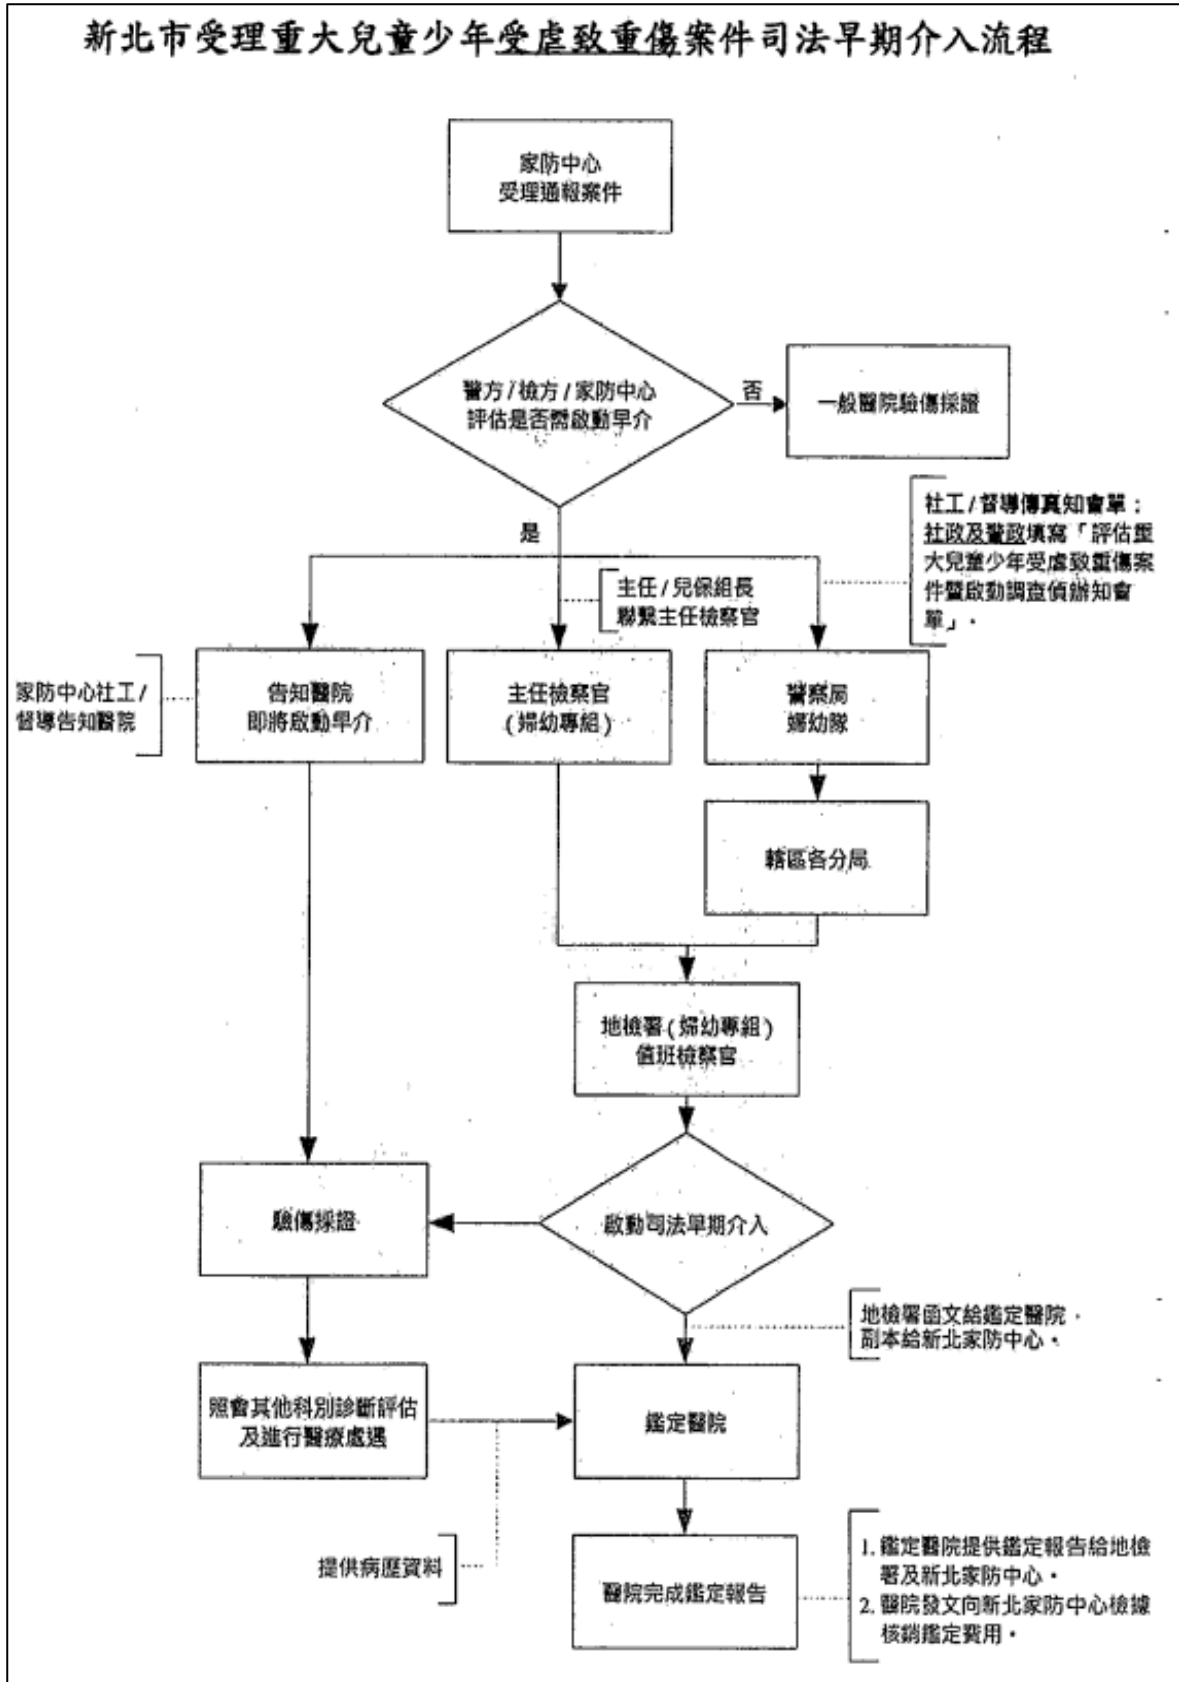 新北市受理重大兒童少年受虐致重傷案件司法早期介入流程
家防中心
受理通報案件
警方/檢方/家防中心
評估是否需啟動早介
否
一般醫院驗傷採證
是
社工/督導傳真知會單；
社政及警政填寫「評估重
大兒童少年受虐致重傷案
件暨啟動調查偵辦知會
單」。
主任/兒保組長
聯繫主任檢察官
家防中心社工/
督導告知醫院
告知醫院
即將啟動早介
主任檢察官
(婦幼專組)
警察局
婦幼隊
轄區各分局
地檢署(婦幼專組)
值班檢察官
驗傷採證
啟動司法早期介入
地檢署函文給鑑定醫院，
副本給新北家防中心。
照會其他科別診斷評估
及進行醫療處遇
鑑定醫院
提供病歷資料
醫院完成鑑定報告
1. 鑑定醫院提供鑑定報告給地檢
署及新北家防中心。
2. 醫院發文向新北家防中心檢據
核銷鑑定費用。